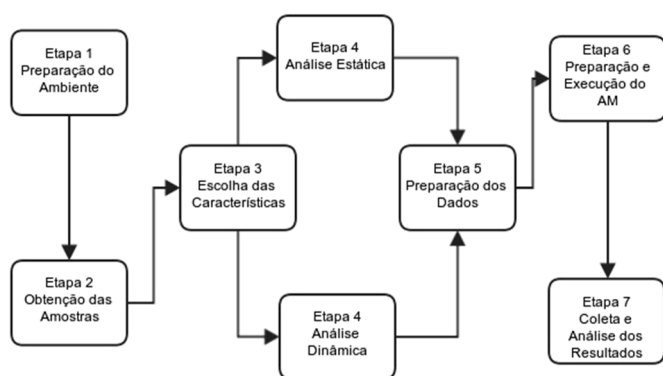 Etapa 1
Preparação do
Ambiente
Etapa 2
Obtenção das
Amostras
Etapa 3
Escolha das
Características
Etapa 4
Análise Estática
Etapa 4
Análise
Dinâmica
Etapa 5
Preparação dos
Dados
Etapa 6
Preparação e
Execução do
AM
Etapa 7
Coleta e
Análise dos
Resultados